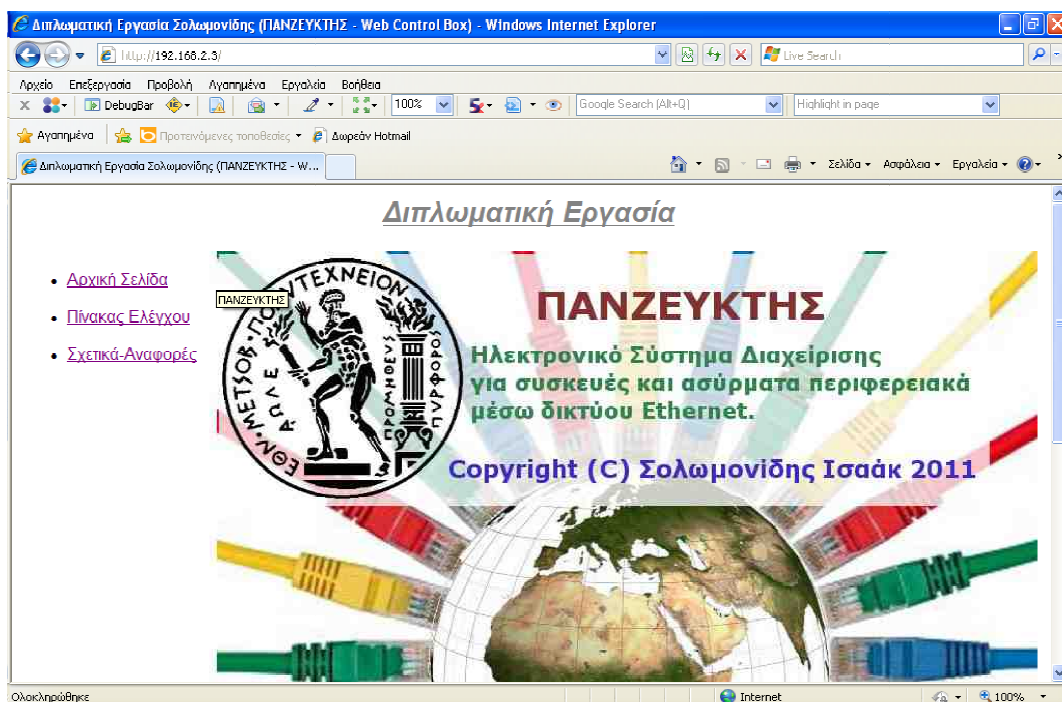 Διπλωματική Εργασία Σολωμονίδης (ΠΑΝΖΕΥΚΤΗΣ - Web Control Box) - Windows Internet Explorer
http://192.168.2.3/
Live Search
Αρχείο Επεξεργασία Προβολή Αγαπημένα Εργαλεία Βοήθεια
DebugBar 100% Google Search (Alt+Q) Highlight in page
Αγαπημένα Προτεινόμενες τοποθεσίες Δωρεάν Hotmail
Διπλωματική Εργασία Σολωμονίδης (ΠΑΝΖΕΥΚΤΗΣ - W...
Σελίδα Ασφάλεια Εργαλεία
Διπλωματική Εργασία
Αρχική Σελίδα
Πίνακας Ελέγχου
Σχετικά-Αναφορές
ΠΑΝΖΕΥΚΤΗΣ
ΕΘΝ·ΜΕΤΣΟΒ·ΠΟΛΥΤΕΧΝΕΙΟΝ
ΠΡΟΜΗΘΕΥΣ
ΠΥΡΦΟΡΟΣ
ΠΑΝΖΕΥΚΤΗΣ
Ηλεκτρονικό Σύστημα Διαχείρισης
για συσκευές και ασύρματα περιφερειακά
μέσω δικτύου Ethernet.
Copyright (C) Σολωμονίδης Ισαάκ 2011
Ολοκληρώθηκε
Internet
100%